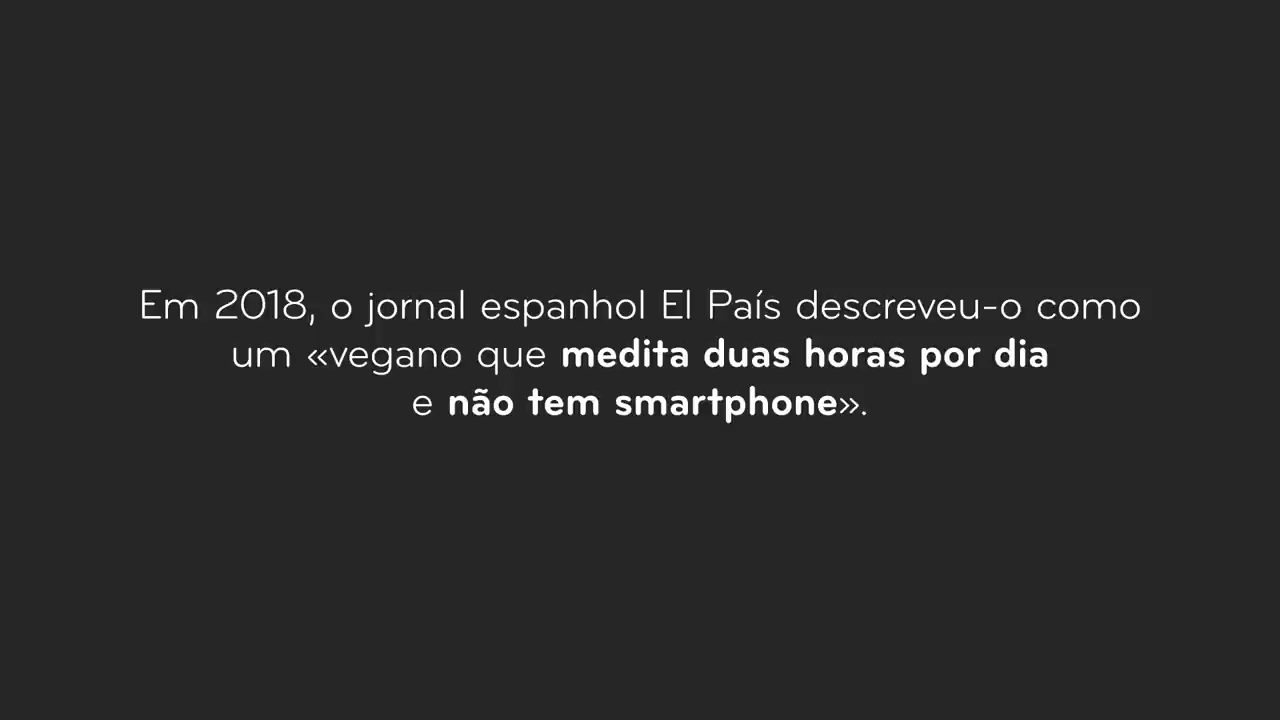 Em 2018, o jornal espanhol El País descreveu-o como
um «vegano que medita duas horas por dia
e não tem smartphone».